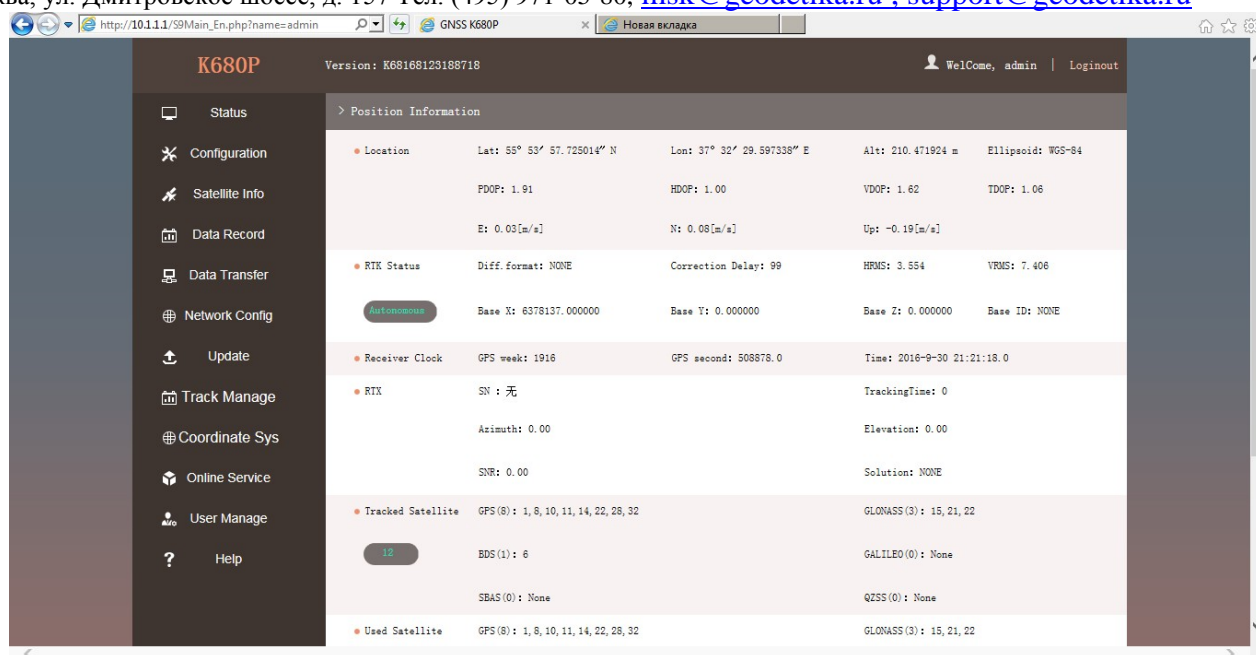 ква, ул. Дмитровское шоссе, д. 157 Тел. (495) 971-63-80, msk@geodetika.ru ; support@geodetika.ru
http://10.1.1.1/S9Main_En.php?name=admin GNSS K680P Новая вкладка
K680P Version: K68168123188718 WelCome, admin | Loginout
Status > Position Information
Configuration • Location Lat: 55° 53′ 57.725014″ N Lon: 37° 32′ 29.597338″ E Alt: 210.471924 m Ellipsoid: WGS-84
Satellite Info PDOP: 1.91 HDOP: 1.00 VDOP: 1.62 TDOP: 1.06
Data Record E: 0.03[m/s] N: 0.08[m/s] Up: -0.19[m/s]
Data Transfer • RTK Status Diff.format: NONE Correction Delay: 99 HRMS: 3.554 VRMS: 7.406
Network Config Autonomous Base X: 6378137.000000 Base Y: 0.000000 Base Z: 0.000000 Base ID: NONE
Update • Receiver Clock GPS week: 1916 GPS second: 508878.0 Time: 2016-9-30 21:21:18.0
Track Manage • RTX SN : 无 TrackingTime: 0
Coordinate Sys Azimuth: 0.00 Elevation: 0.00
Online Service SNR: 0.00 Solution: NONE
User Manage • Tracked Satellite GPS(8): 1, 8, 10, 11, 14, 22, 28, 32 GLONASS(3): 15, 21, 22
? Help 12 BDS(1): 6 GALILEO(0): None
SBAS(0): None QZSS(0): None
• Used Satellite GPS(8): 1, 8, 10, 11, 14, 22, 28, 32 GLONASS(3): 15, 21, 22